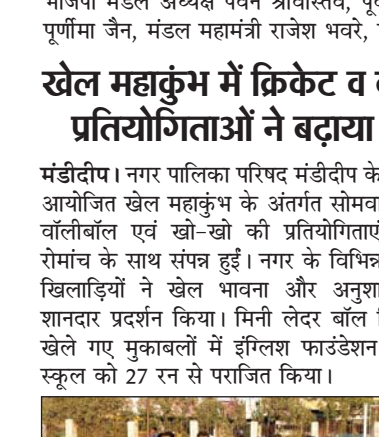 भाजपा मंडल अध्यक्ष पवन श्रीवास्तव,
पूर्णीमा जैन, मंडल महामंत्री राजेश भवरे,
खेल महाकुंभ में क्रिकेट व
प्रतियोगिताओं ने बढ़ाया
मंडीदीप। नगर पालिका परिषद मंडीदीप के
आयोजित खेल महाकुंभ के अंतर्गत सोमवा
वॉलीबॉल एवं खो-खो की प्रतियोगिताएं
रोमांच के साथ संपन्न हुईं। नगर के विभिन्न
खिलाड़ियों ने खेल भावना और अनुशा
शानदार प्रदर्शन किया। मिनी लेदर बॉल
खेले गए मुकाबलों में इंग्लिश फाउंडेशन
स्कूल को 27 रन से पराजित किया।